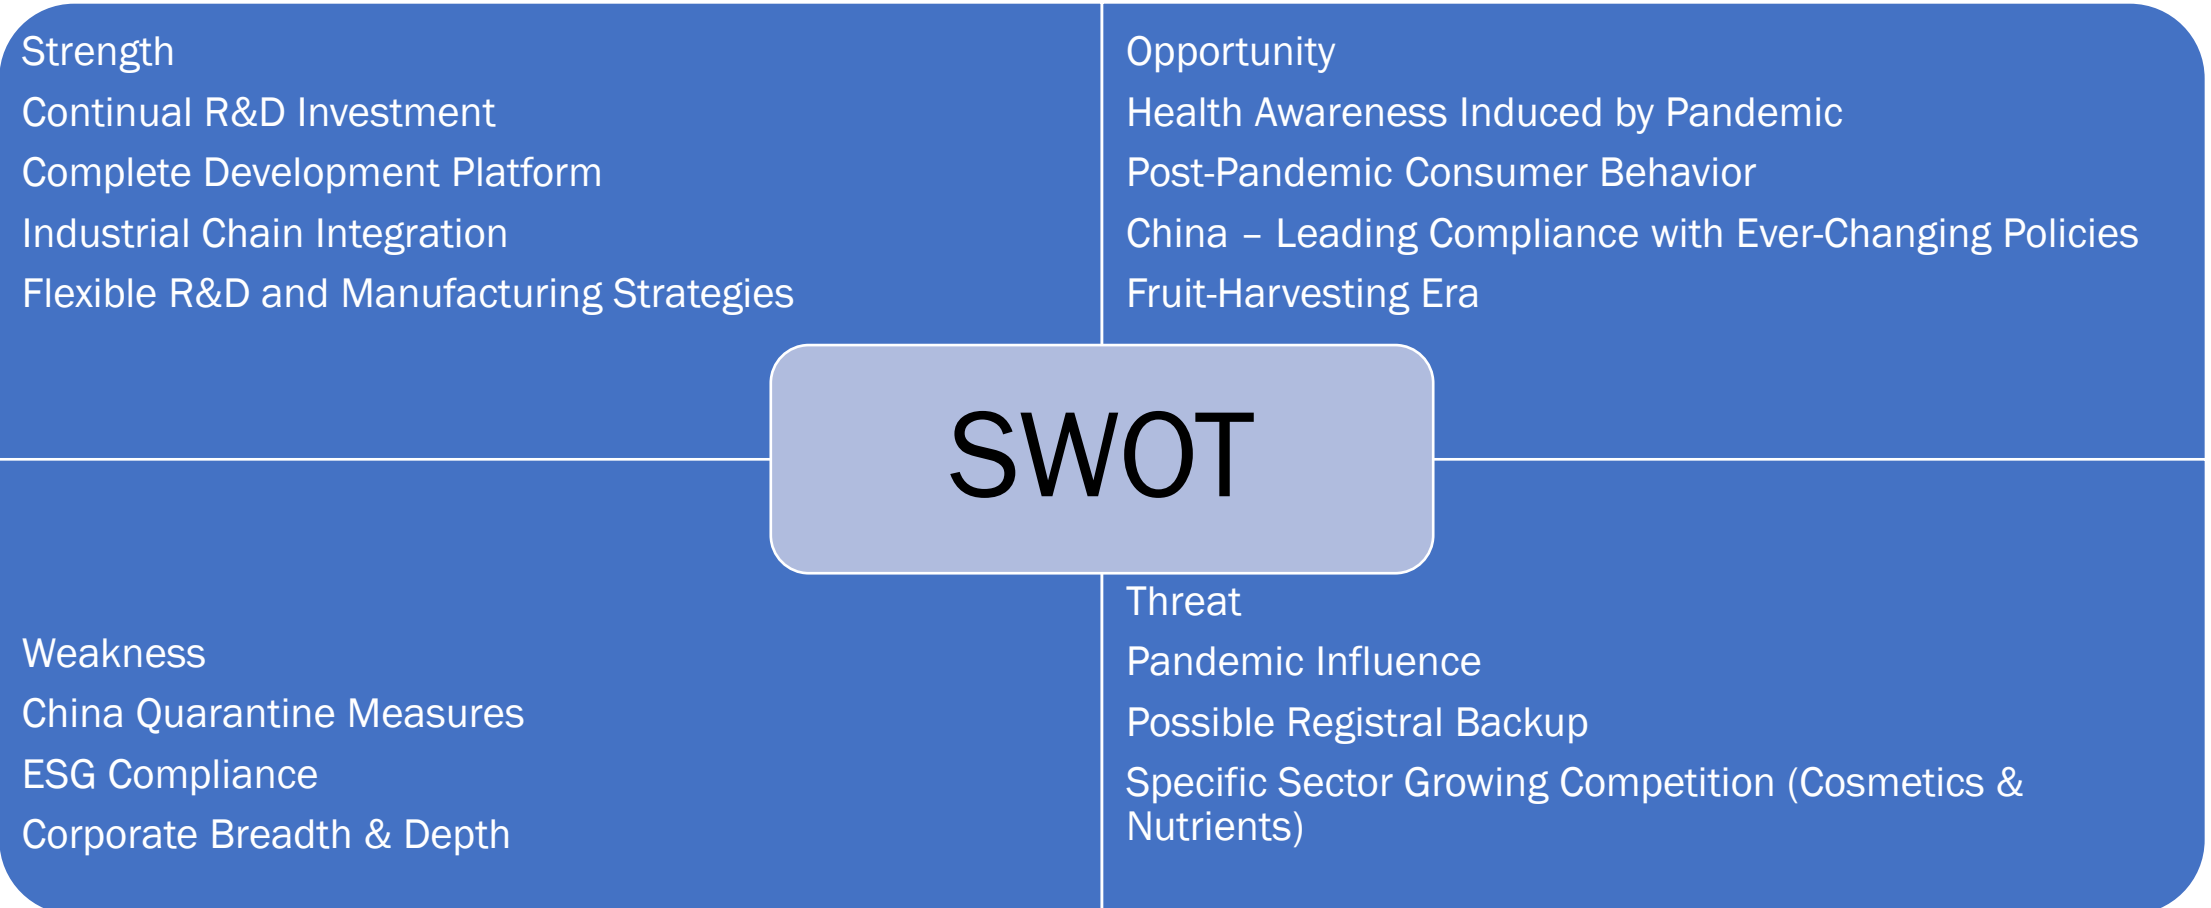 Strength
Continual R&D Investment
Complete Development Platform
Industrial Chain Integration
Flexible R&D and Manufacturing Strategies
Opportunity
Health Awareness Induced by Pandemic
Post-Pandemic Consumer Behavior
China – Leading Compliance with Ever-Changing Policies
Fruit-Harvesting Era
SWOT
Weakness
China Quarantine Measures
ESG Compliance
Corporate Breadth & Depth
Threat
Pandemic Influence
Possible Registral Backup
Specific Sector Growing Competition (Cosmetics &
Nutrients)